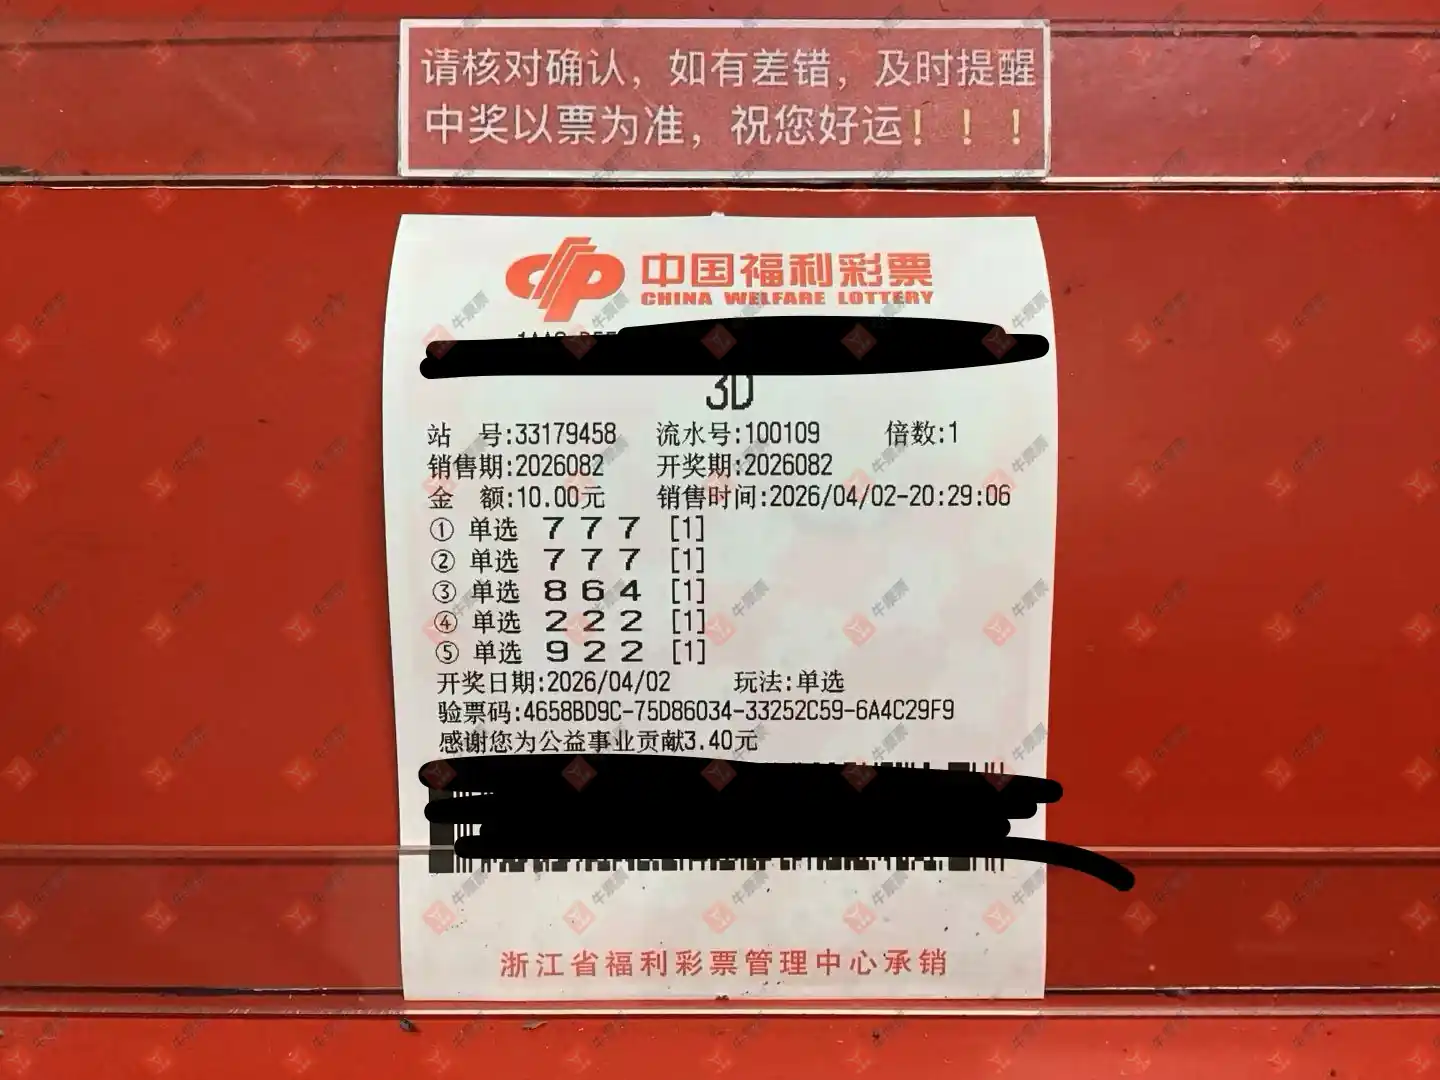 请核对确认，如有差错，及时提醒
中奖以票为准，祝您好运！！！
中国福利彩票
CHINA WELFARE LOTTERY
3D
站 号:33179458 流水号:100109 倍数:1
销售期:2026082 开奖期:2026082
金 额:10.00元 销售时间:2026/04/02-20:29:06
① 单选 7 7 7 [1]
② 单选 7 7 7 [1]
③ 单选 8 6 4 [1]
④ 单选 2 2 2 [1]
⑤ 单选 9 2 2 [1]
开奖日期:2026/04/02 玩法:单选
验票码:4658BD9C-75D86034-33252C59-6A4C29F9
感谢您为公益事业贡献3.40元
浙江省福利彩票管理中心承销
牛票票